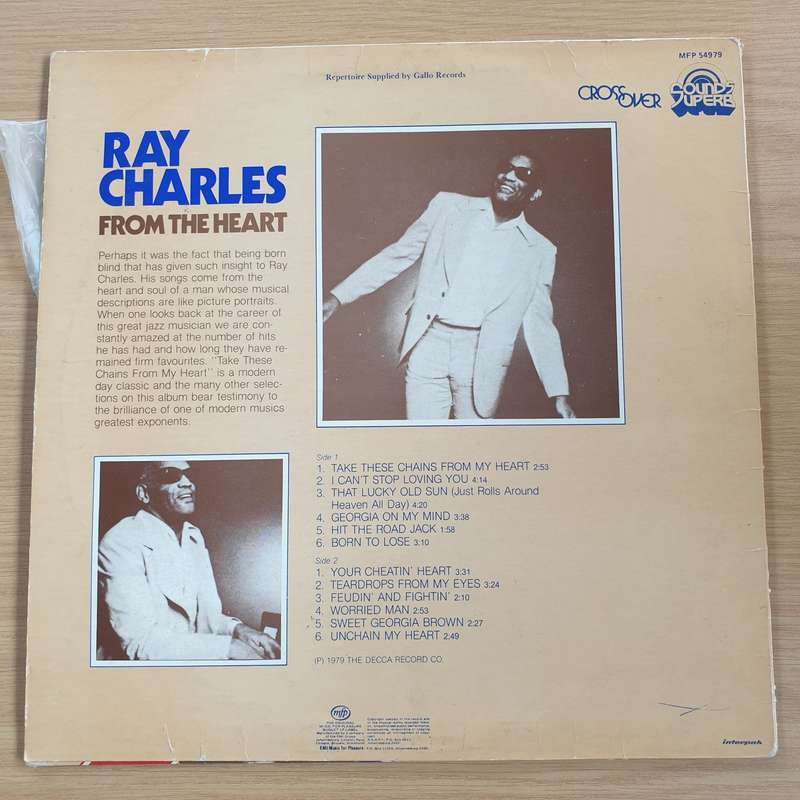 MFP 54979
Repertoire Supplied by Gallo Records
CROSSOVER
SOUNDS SUPERB
RAY
CHARLES
FROM THE HEART
Perhaps it was the fact that being born
blind that has given such insight to Ray
Charles. His songs come from the
heart and soul of a man whose musical
descriptions are like picture portraits.
When one looks back at the career of
this great jazz musician we are con-
stantly amazed at the number of hits
he has had and how long they have re-
mained firm favourites. "Take These
Chains From My Heart" is a modern
day classic and the many other selec-
tions on this album bear testimony to
the brilliance of one of modern musics
greatest exponents.
Side 1
1. TAKE THESE CHAINS FROM MY HEART 2:53
2. I CAN'T STOP LOVING YOU 4:14
3. THAT LUCKY OLD SUN (Just Rolls Around
Heaven All Day) 4:20
4. GEORGIA ON MY MIND 3:38
5. HIT THE ROAD JACK 1:58
6. BORN TO LOSE 3:10
Side 2
1. YOUR CHEATIN' HEART 3:31
2. TEARDROPS FROM MY EYES 3:24
3. FEUDIN' AND FIGHTIN' 2:10
4. WORRIED MAN 2:53
5. SWEET GEORGIA BROWN 2:27
6. UNCHAIN MY HEART 2:49
(P) 1979 THE DECCA RECORD CO.
mfp
EMI Music for Pleasure
interpak